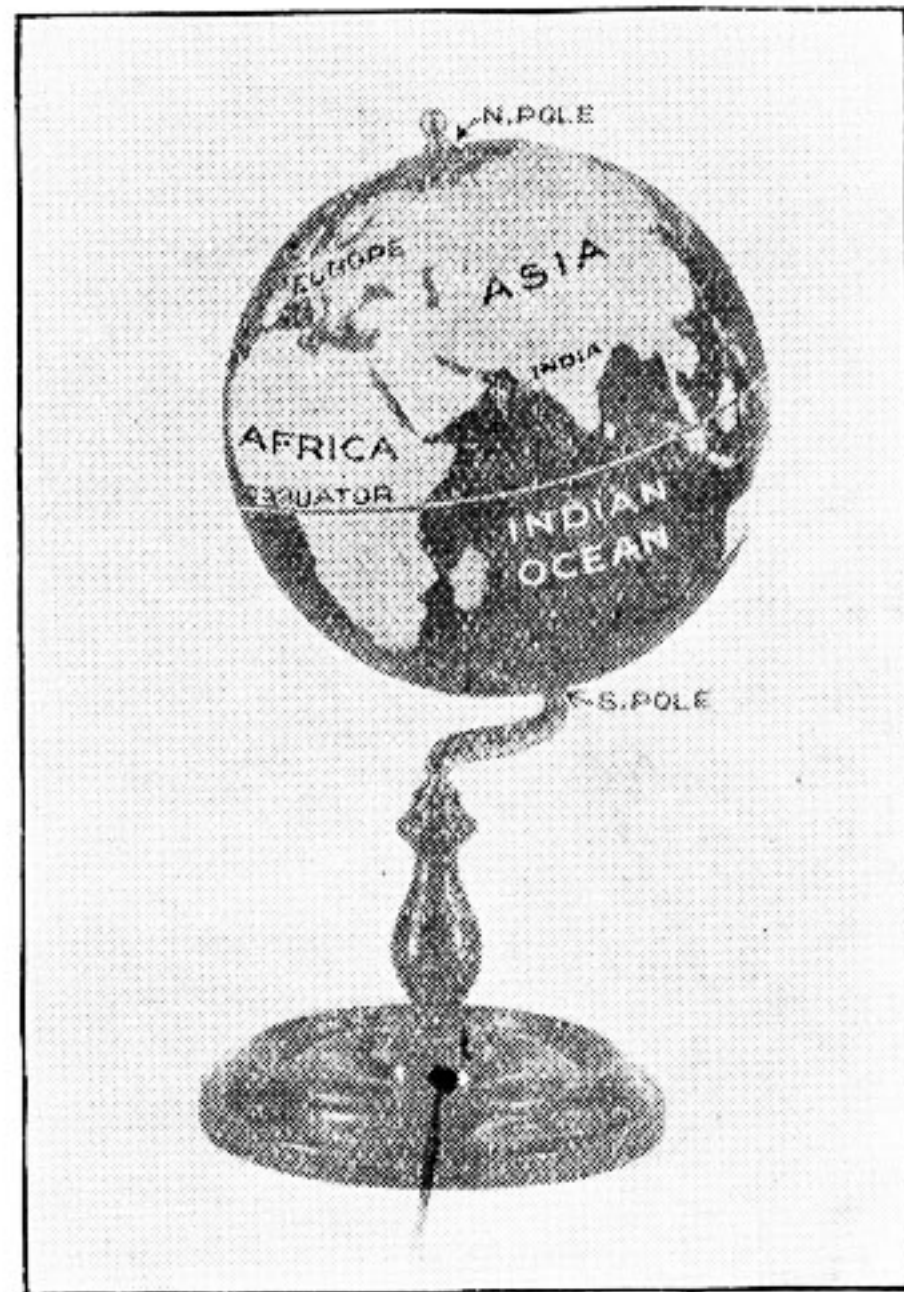 N. POLE
EUROPE
ASIA
INDIA
AFRICA
EQUATOR
INDIAN
OCEAN
S. POLE